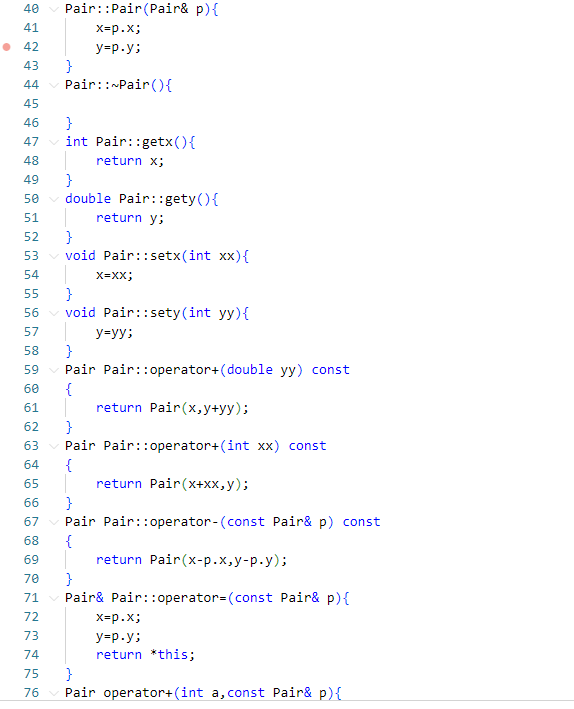 40 Pair::Pair(Pair& p){
41     x=p.x;
42     y=p.y;
43 }
44 Pair::~Pair(){
45
46 }
47 int Pair::getx(){
48     return x;
49 }
50 double Pair::gety(){
51     return y;
52 }
53 void Pair::setx(int xx){
54     x=xx;
55 }
56 void Pair::sety(int yy){
57     y=yy;
58 }
59 Pair Pair::operator+(double yy) const
60 {
61     return Pair(x,y+yy);
62 }
63 Pair Pair::operator+(int xx) const
64 {
65     return Pair(x+xx,y);
66 }
67 Pair Pair::operator-(const Pair& p) const
68 {
69     return Pair(x-p.x,y-p.y);
70 }
71 Pair& Pair::operator=(const Pair& p){
72     x=p.x;
73     y=p.y;
74     return *this;
75 }
76 Pair operator+(int a,const Pair& p){